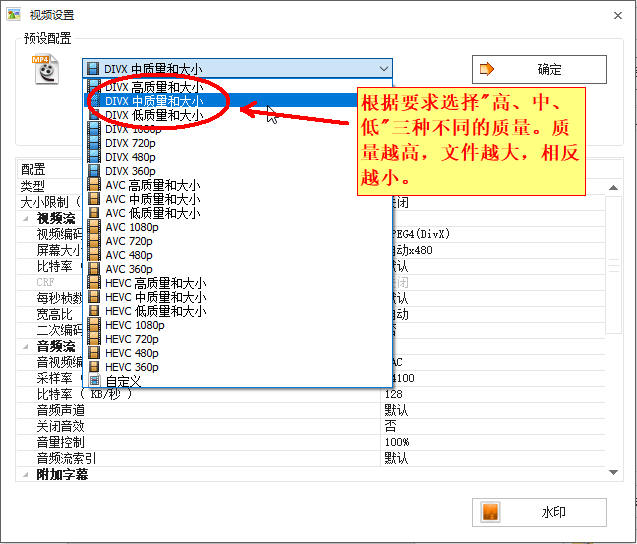 视频设置
预设配置
MP4
DIVX 中质量和大小
确定
DIVX 高质量和大小
DIVX 中质量和大小
DIVX 低质量和大小
DIVX 1080p
DIVX 720p
DIVX 480p
DIVX 360p
AVC 高质量和大小
AVC 中质量和大小
AVC 低质量和大小
AVC 1080p
AVC 720p
AVC 480p
AVC 360p
HEVC 高质量和大小
HEVC 中质量和大小
HEVC 低质量和大小
HEVC 1080p
HEVC 720p
HEVC 480p
HEVC 360p
自定义
根据要求选择"高、中、
低"三种不同的质量。质
量越高，文件越大，相反
越小。
配置
类型
大小限制（
视频流
视频编码 PEG4(DivX)
屏幕大小 动x480
比特率（ 默认
CRF
每秒桢数 默认
宽高比
二次编码
音频流
音视频编 AC
采样率（ 4100
比特率（ KB/秒 ） 128
音频声道 默认
关闭音效 否
音量控制 100%
音频流索引 默认
附加字幕
水印